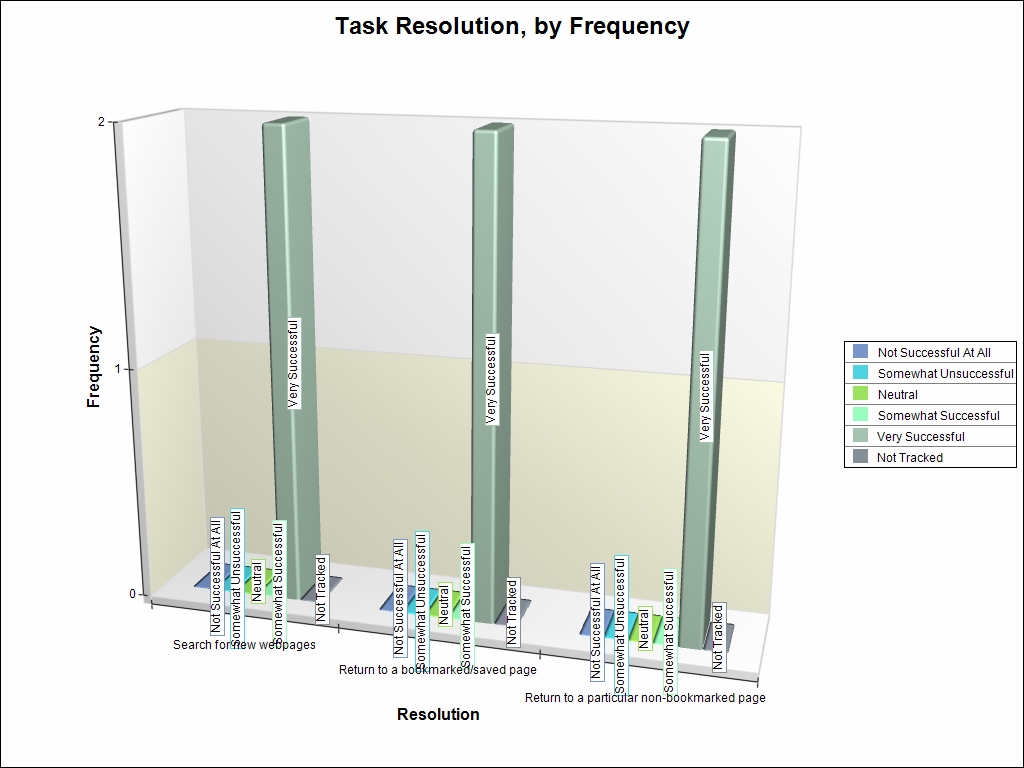 Task Resolution, by Frequency
2
1
0
Frequency
Very Successful
Very Successful
Very Successful
Not Successful At All
Somewhat Unsuccessful
Neutral
Somewhat Successful
Not Tracked
Not Successful At All
Somewhat Unsuccessful
Neutral
Somewhat Successful
Not Tracked
Not Successful At All
Somewhat Unsuccessful
Neutral
Somewhat Successful
Not Tracked
Search for new webpages
Return to a bookmarked/saved page
Return to a particular non-bookmarked page
Resolution
Not Successful At All
Somewhat Unsuccessful
Neutral
Somewhat Successful
Very Successful
Not Tracked